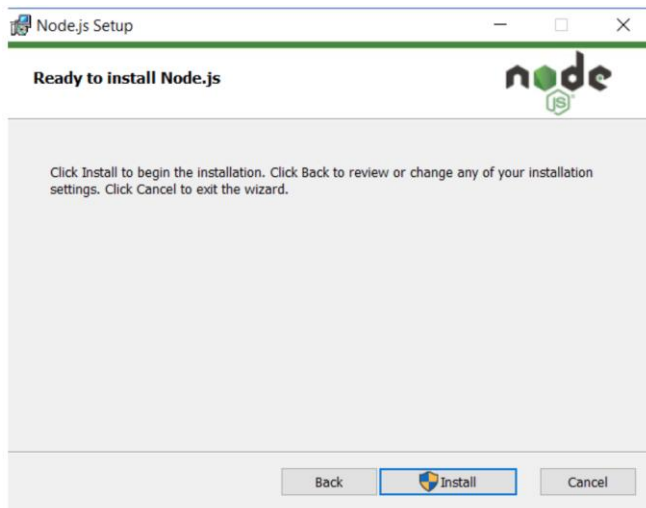 Node.js Setup
Ready to install Node.js
node
JS
Click Install to begin the installation. Click Back to review or change any of your installation
settings. Click Cancel to exit the wizard.
Back
Install
Cancel